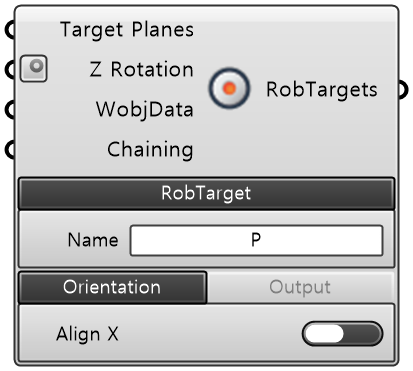 Target Planes
Z Rotation
WobjData
Chaining
RobTargets
RobTarget
Name P
Orientation Output
Align X